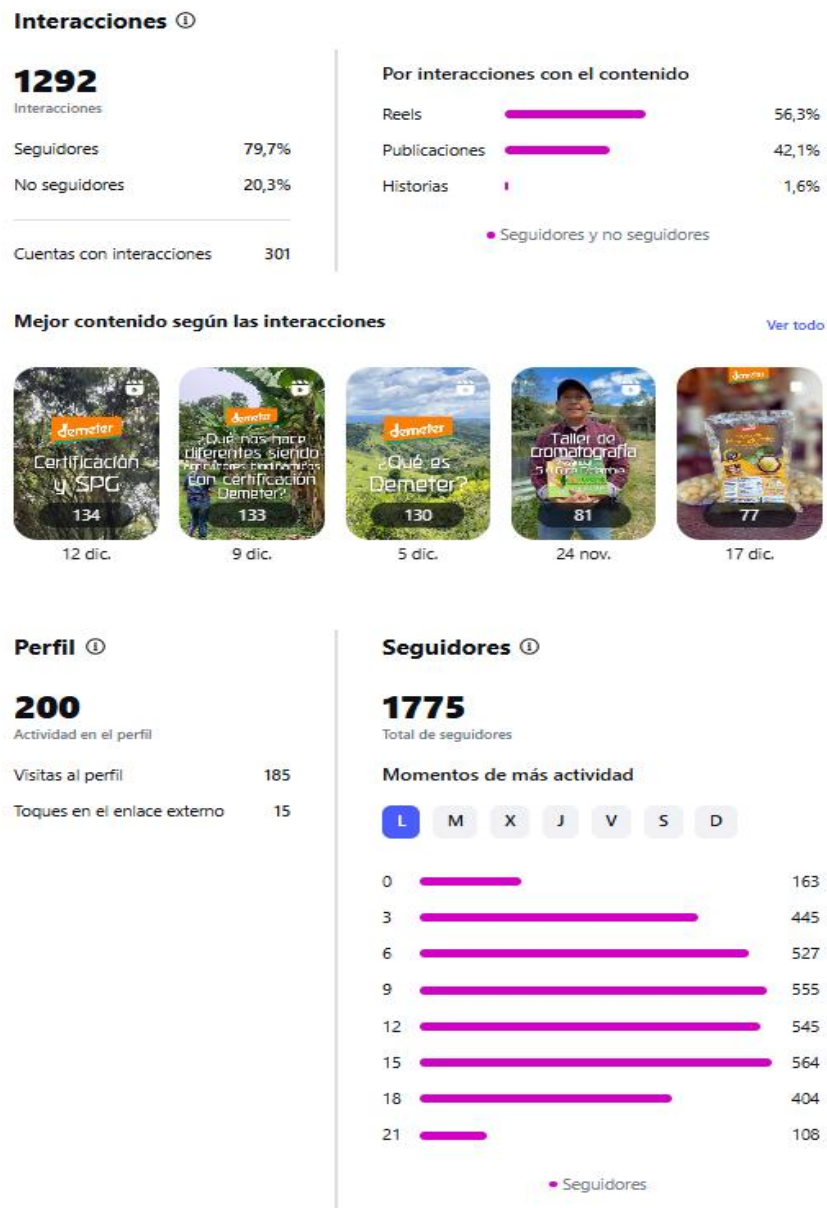 Interacciones
1292
Interacciones
Seguidores 79,7%
No seguidores 20,3%
Cuentas con interacciones 301
Por interacciones con el contenido
Reels 56,3%
Publicaciones 42,1%
Historias 1,6%
Seguidores y no seguidores
Mejor contenido según las interacciones
Ver todo
demeter
Certificación
y SPG
134
12 dic.
demeter
¿Qué nos hace
diferentes siendo
con certificación
Demeter?
133
9 dic.
demeter
¿Qué es
Demeter?
130
5 dic.
Taller de
cromatografía
81
24 nov.
demeter
77
17 dic.
Perfil
200
Actividad en el perfil
Visitas al perfil 185
Toques en el enlace externo 15
Seguidores
1775
Total de seguidores
Momentos de más actividad
L M X J V S D
0 163
3 445
6 527
9 555
12 545
15 564
18 404
21 108
Seguidores